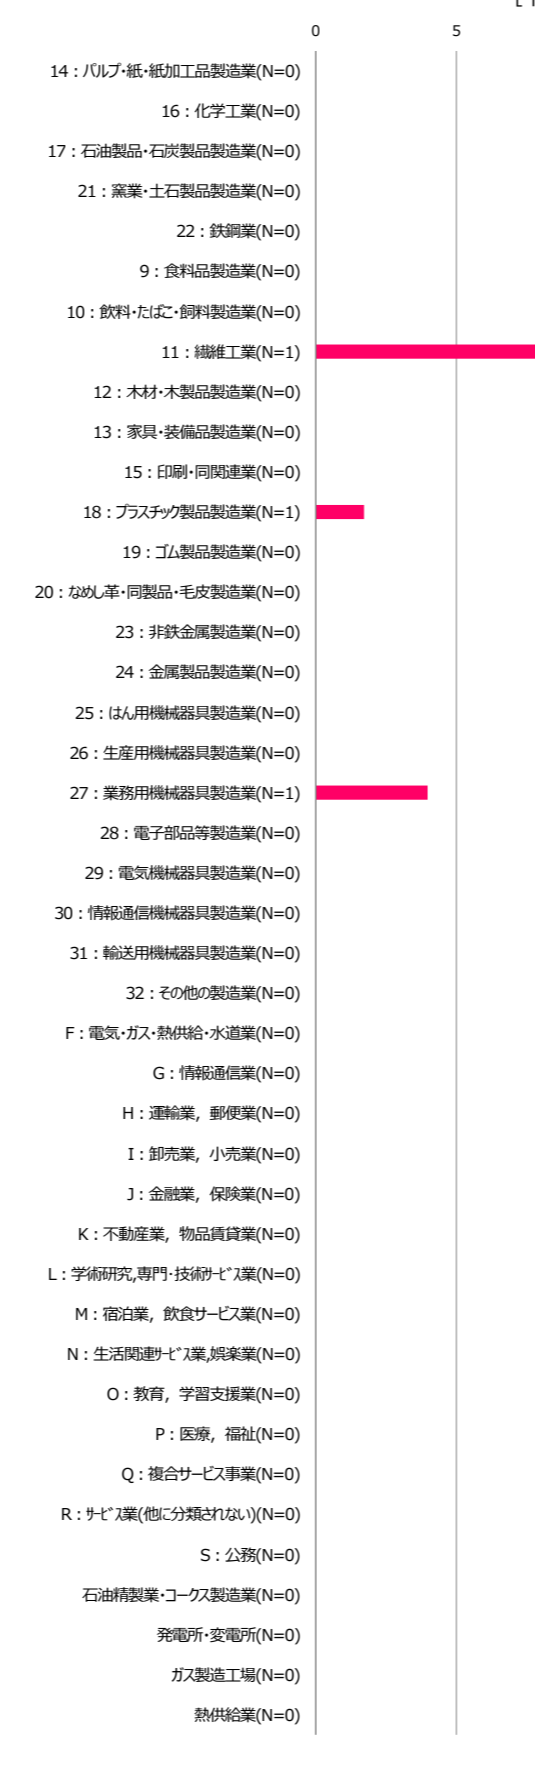 0 5
14：パルプ・紙・紙加工品製造業(N=0)
16：化学工業(N=0)
17：石油製品・石炭製品製造業(N=0)
21：窯業・土石製品製造業(N=0)
22：鉄鋼業(N=0)
9：食料品製造業(N=0)
10：飲料・たばこ・飼料製造業(N=0)
11：繊維工業(N=1)
12：木材・木製品製造業(N=0)
13：家具・装備品製造業(N=0)
15：印刷・同関連業(N=0)
18：プラスチック製品製造業(N=1)
19：ゴム製品製造業(N=0)
20：なめし革・同製品・毛皮製造業(N=0)
23：非鉄金属製造業(N=0)
24：金属製品製造業(N=0)
25：はん用機械器具製造業(N=0)
26：生産用機械器具製造業(N=0)
27：業務用機械器具製造業(N=1)
28：電子部品等製造業(N=0)
29：電気機械器具製造業(N=0)
30：情報通信機械器具製造業(N=0)
31：輸送用機械器具製造業(N=0)
32：その他の製造業(N=0)
F：電気・ガス・熱供給・水道業(N=0)
G：情報通信業(N=0)
H：運輸業，郵便業(N=0)
I：卸売業，小売業(N=0)
J：金融業，保険業(N=0)
K：不動産業，物品賃貸業(N=0)
L：学術研究,専門・技術ｻｰﾋﾞｽ業(N=0)
M：宿泊業，飲食サービス業(N=0)
N：生活関連ｻｰﾋﾞｽ業,娯楽業(N=0)
O：教育，学習支援業(N=0)
P：医療，福祉(N=0)
Q：複合サービス事業(N=0)
R：ｻｰﾋﾞｽ業(他に分類されない)(N=0)
S：公務(N=0)
石油精製業・コークス製造業(N=0)
発電所・変電所(N=0)
ガス製造工場(N=0)
熱供給業(N=0)